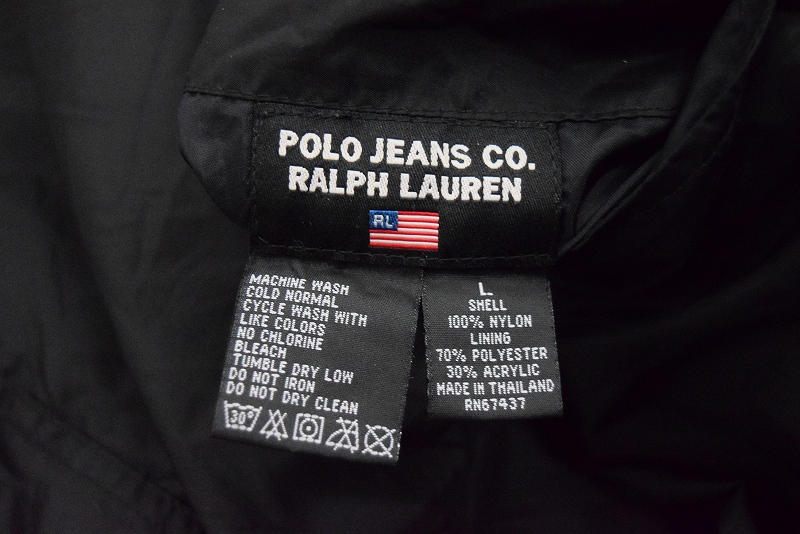 POLO JEANS CO.
RALPH LAUREN
RL
MACHINE WASH
COLD NORMAL
CYCLE WASH WITH
LIKE COLORS
NO CHLORINE
BLEACH
TUMBLE DRY LOW
DO NOT IRON
DO NOT DRY CLEAN
30°
L
SHELL
100% NYLON
LINING
70% POLYESTER
30% ACRYLIC
MADE IN THAILAND
RN67437